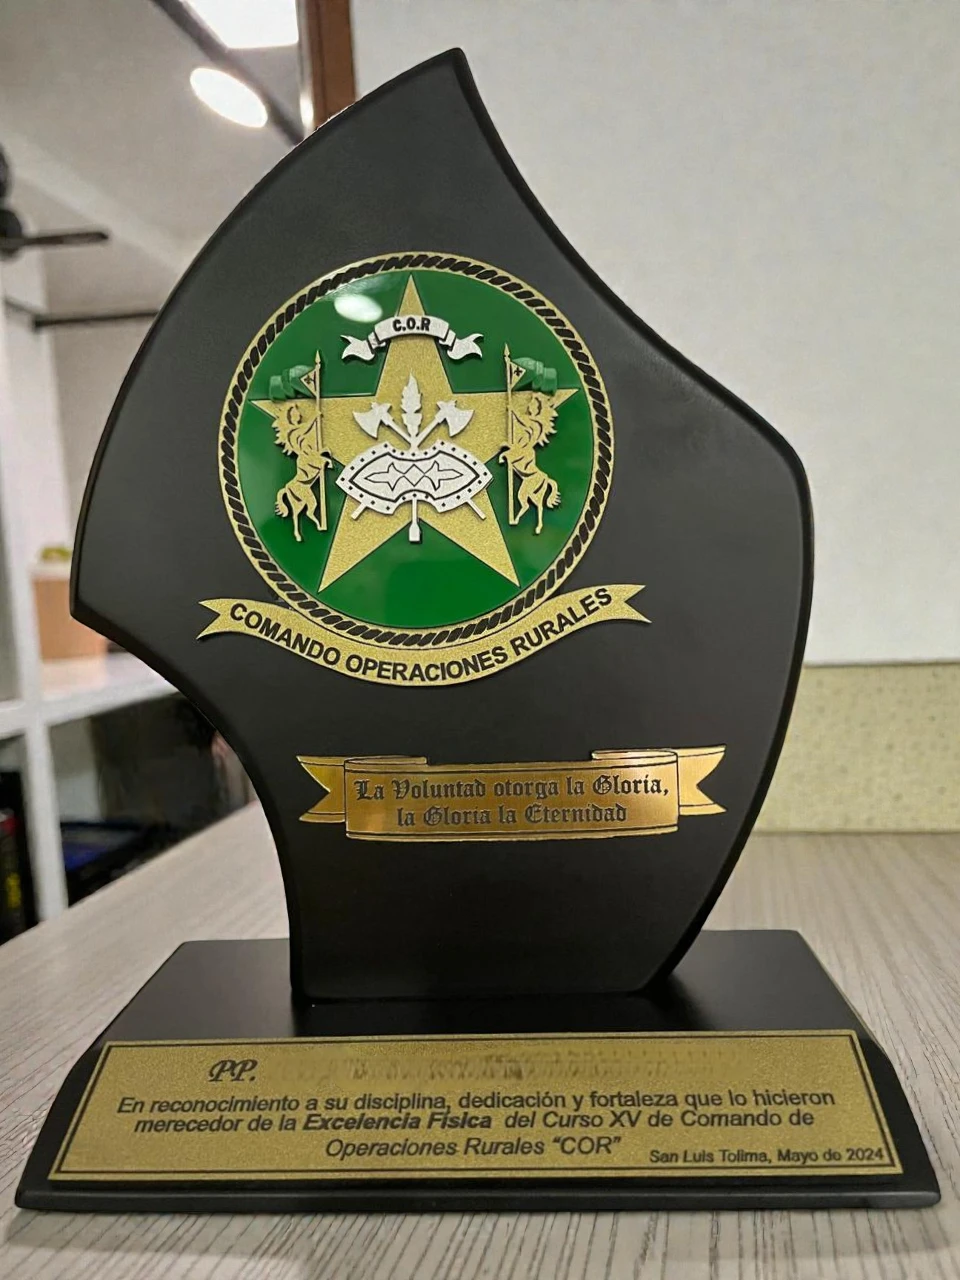 C.O.R
COMANDO OPERACIONES RURALES
La Voluntad otorga la Gloria,
la Gloria la Eternidad
PP.
En reconocimiento a su disciplina, dedicación y fortaleza que lo hicieron
merecedor de la Excelencia Física del Curso XV de Comando de
Operaciones Rurales "COR"
San Luis Tolima, Mayo de 2024